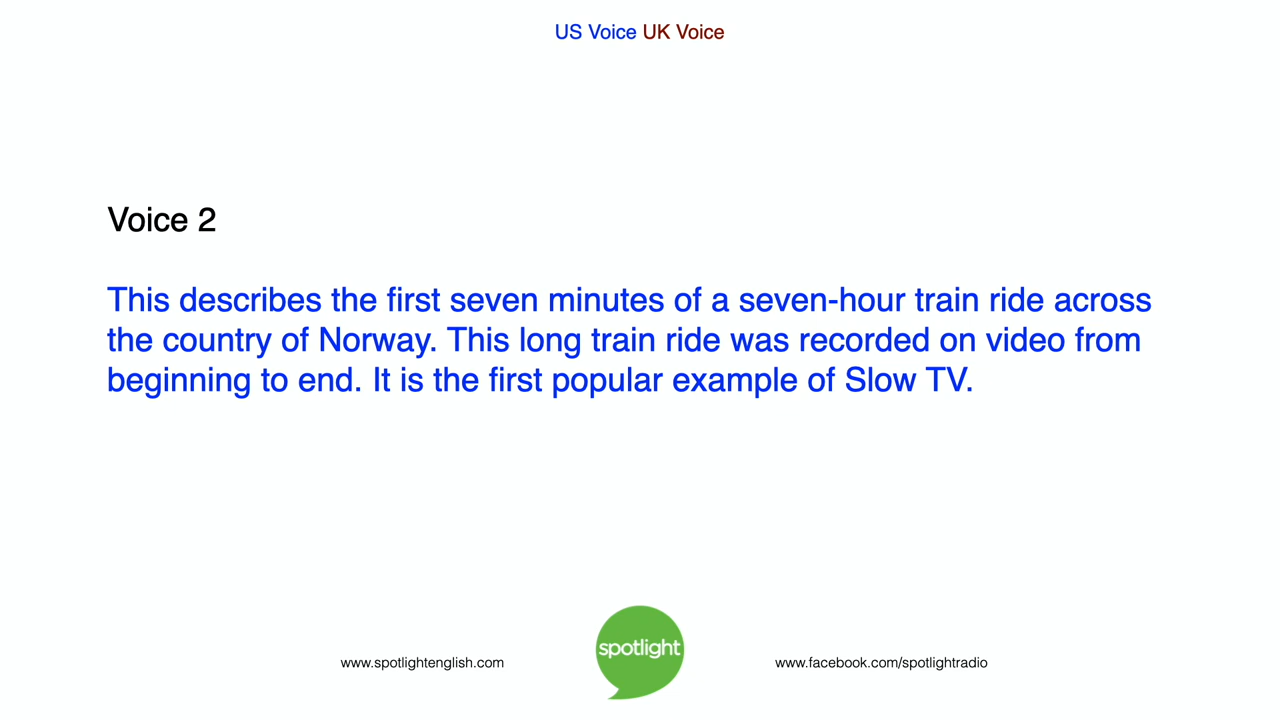 US Voice UK Voice
Voice 2
This describes the first seven minutes of a seven-hour train ride across
the country of Norway. This long train ride was recorded on video from
beginning to end. It is the first popular example of Slow TV.
spotlight
www.spotlightenglish.com
www.facebook.com/spotlightradio